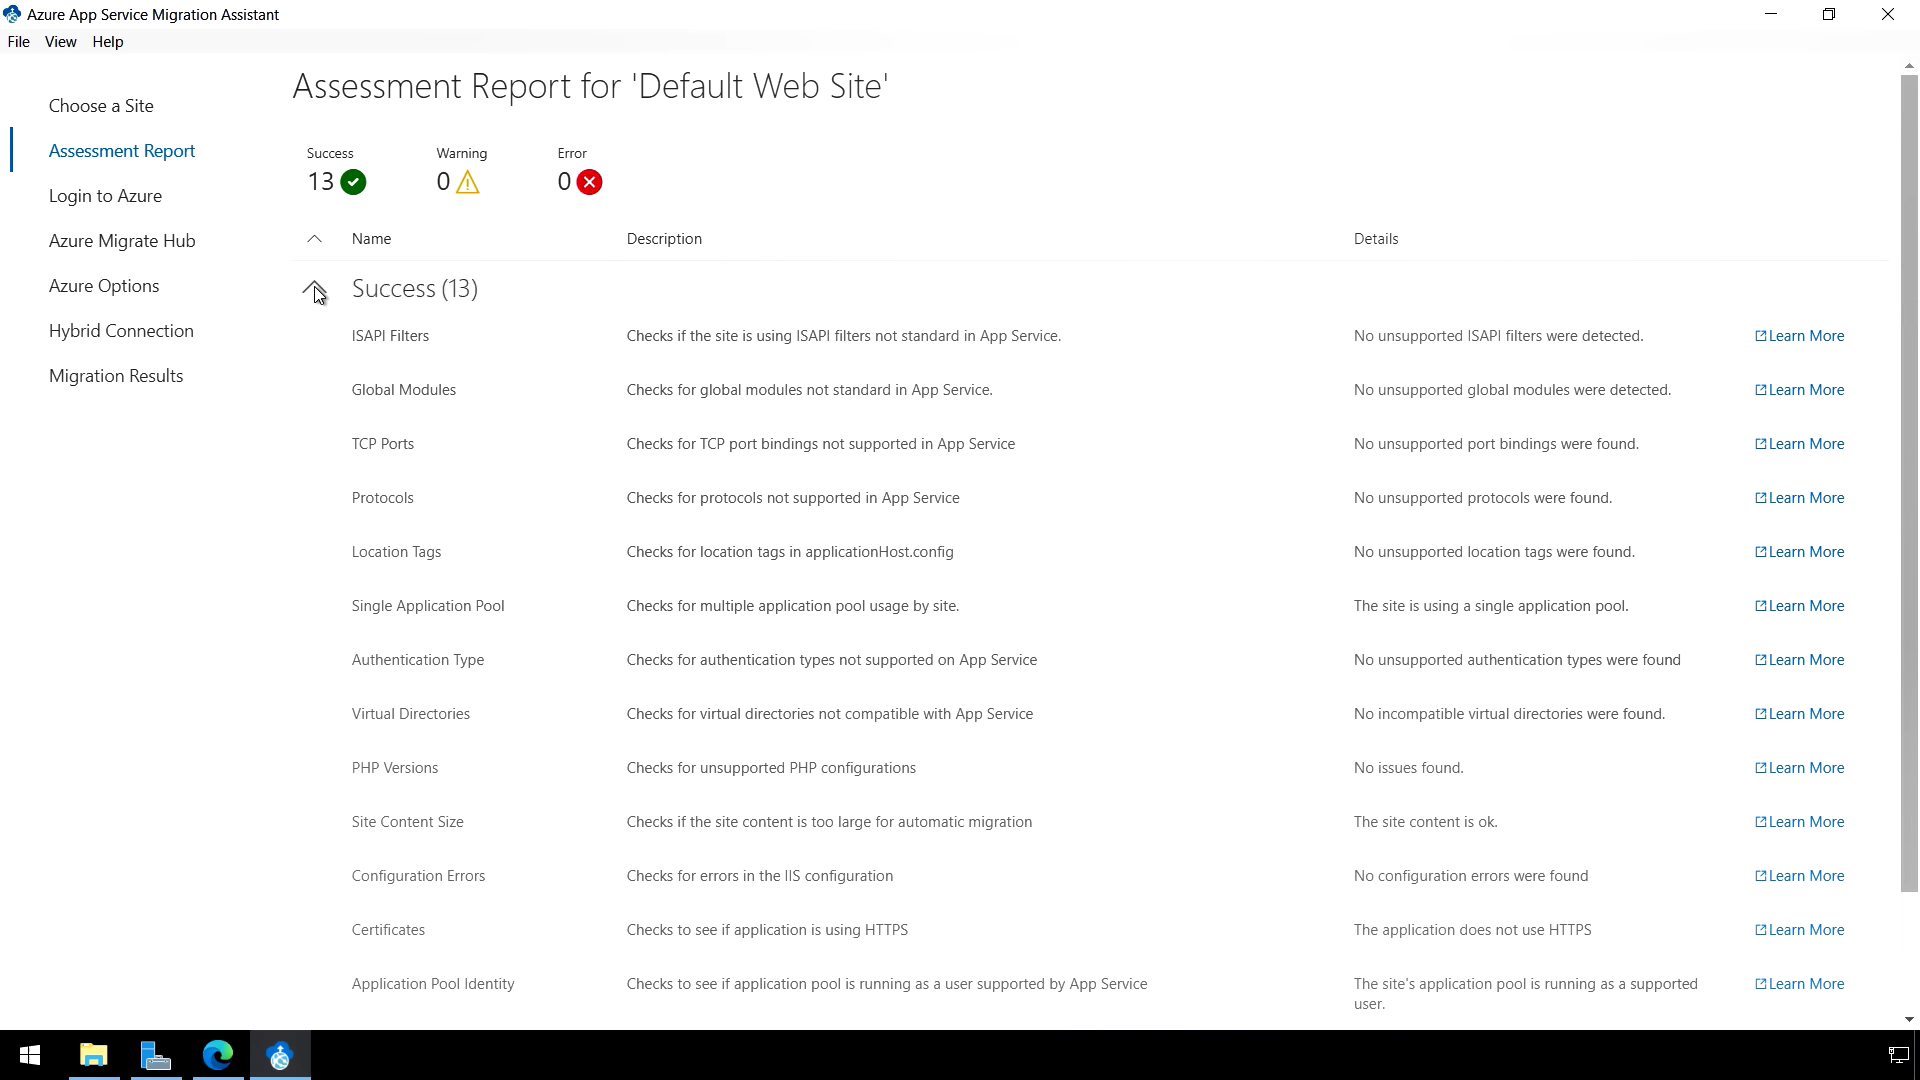 Azure App Service Migration Assistant
File View Help
Choose a Site
Assessment Report
Login to Azure
Azure Migrate Hub
Azure Options
Hybrid Connection
Migration Results
Assessment Report for 'Default Web Site'
Success Warning Error
13 0 0
Name Description Details
Success (13)
ISAPI Filters Checks if the site is using ISAPI filters not standard in App Service. No unsupported ISAPI filters were detected. Learn More
Global Modules Checks for global modules not standard in App Service. No unsupported global modules were detected. Learn More
TCP Ports Checks for TCP port bindings not supported in App Service No unsupported port bindings were found. Learn More
Protocols Checks for protocols not supported in App Service No unsupported protocols were found. Learn More
Location Tags Checks for location tags in applicationHost.config No unsupported location tags were found. Learn More
Single Application Pool Checks for multiple application pool usage by site. The site is using a single application pool. Learn More
Authentication Type Checks for authentication types not supported on App Service No unsupported authentication types were found Learn More
Virtual Directories Checks for virtual directories not compatible with App Service No incompatible virtual directories were found. Learn More
PHP Versions Checks for unsupported PHP configurations No issues found. Learn More
Site Content Size Checks if the site content is too large for automatic migration The site content is ok. Learn More
Configuration Errors Checks for errors in the IIS configuration No configuration errors were found Learn More
Certificates Checks to see if application is using HTTPS The application does not use HTTPS Learn More
Application Pool Identity Checks to see if application pool is running as a user supported by App Service The site's application pool is running as a supported Learn More
user.